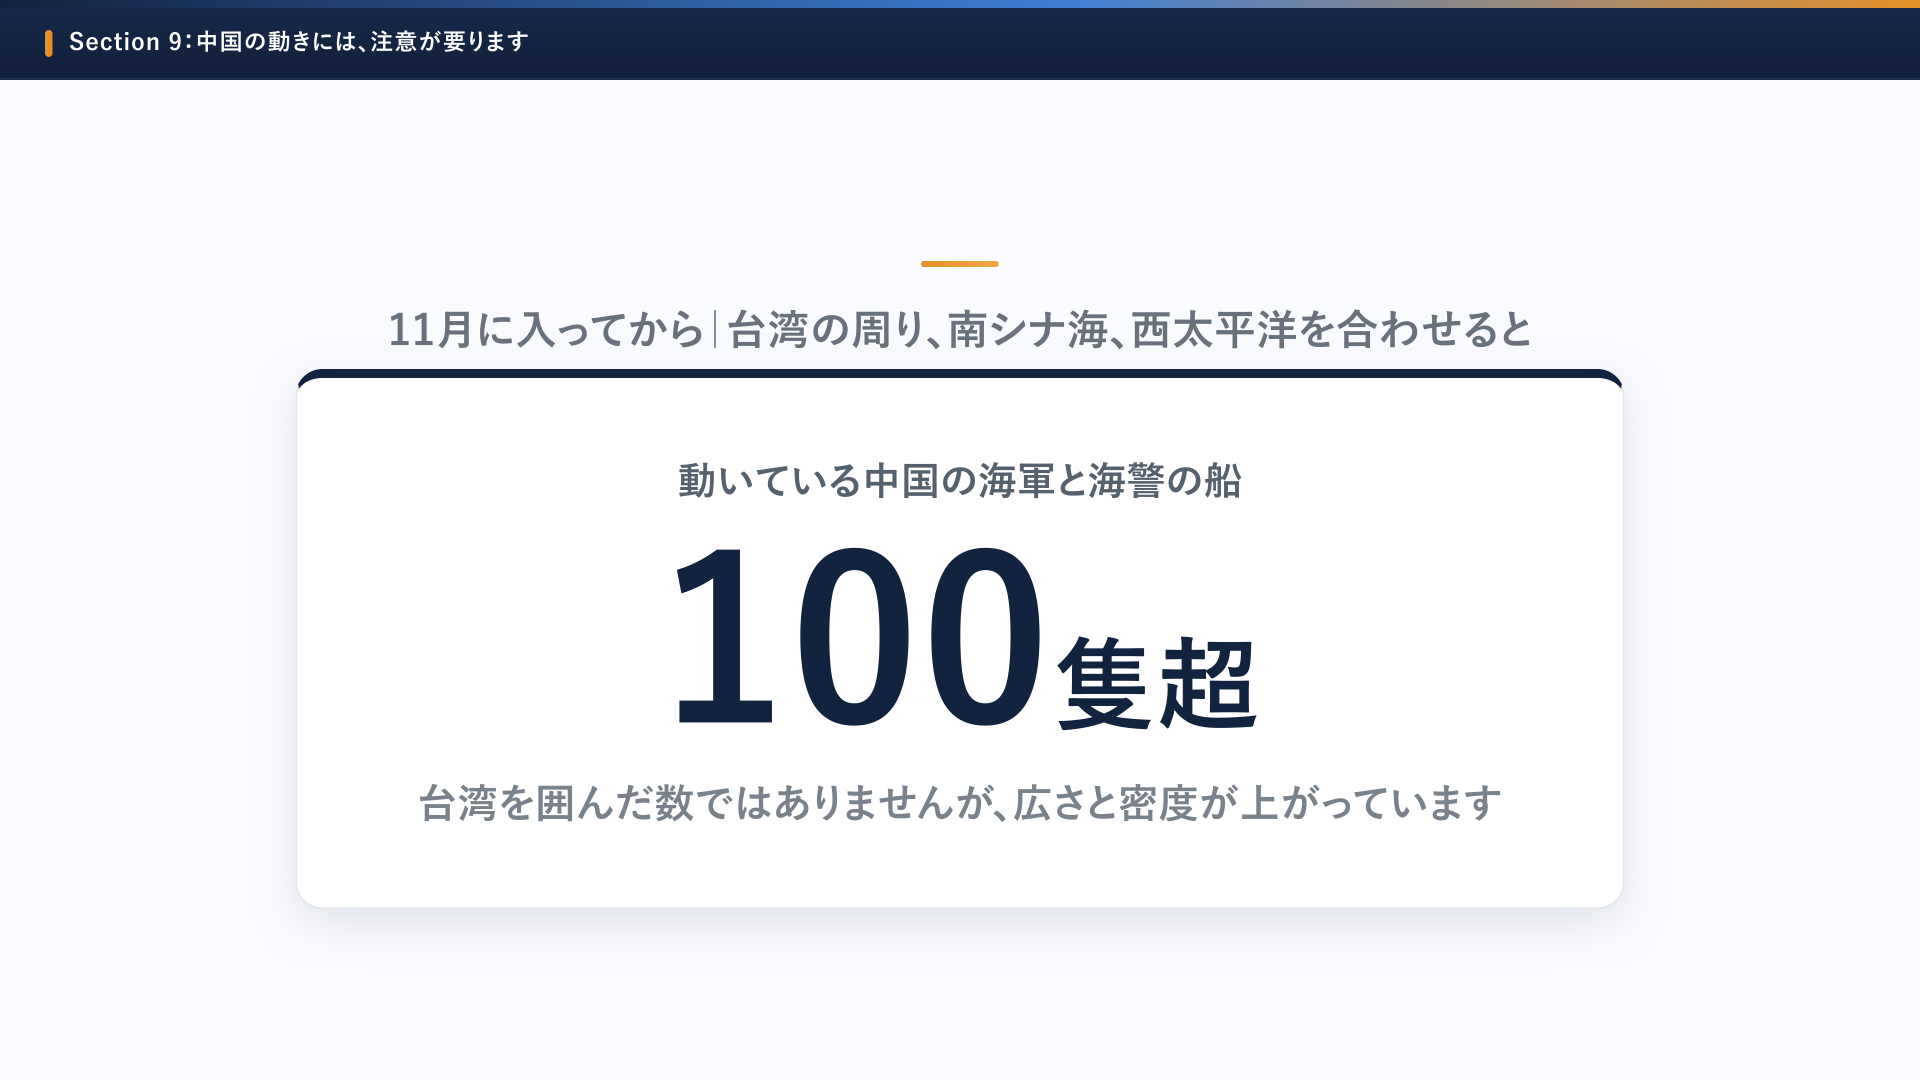 Section 9：中国の動きには、注意が要ります
11月に入ってから｜台湾の周り、南シナ海、西太平洋を合わせると
動いている中国の海軍と海警の船
100隻超
台湾を囲んだ数ではありませんが、広さと密度が上がっています